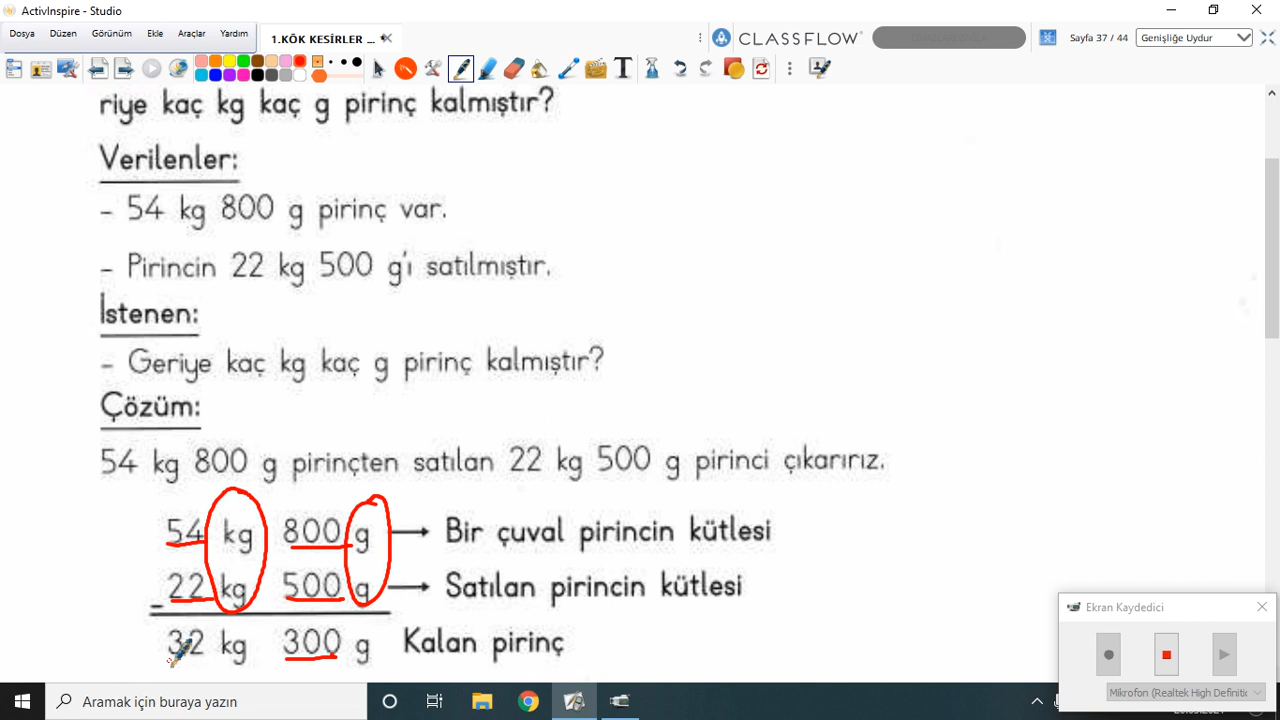 ActivInspire - Studio
Dosya Düzen Görünüm Ekle Araçlar Yardım
1.KÖK KESİRLER ...
CLASSFLOW
Sayfa 37 / 44
Genişliğe Uydur
riye kaç kg kaç g pirinç kalmıştır?
Verilenler:
- 54 kg 800 g pirinç var.
- Pirincin 22 kg 500 g'ı satılmıştır.
İstenen:
- Geriye kaç kg kaç g pirinç kalmıştır?
Çözüm:
54 kg 800 g pirinçten satılan 22 kg 500 g pirinci çıkarırız.
54 kg 800 g → Bir çuval pirincin kütlesi
- 22 kg 500 g → Satılan pirincin kütlesi
32 kg 300 g Kalan pirinç
Ekran Kaydedici
Mikrofon (Realtek High Definitic
Aramak için buraya yazın